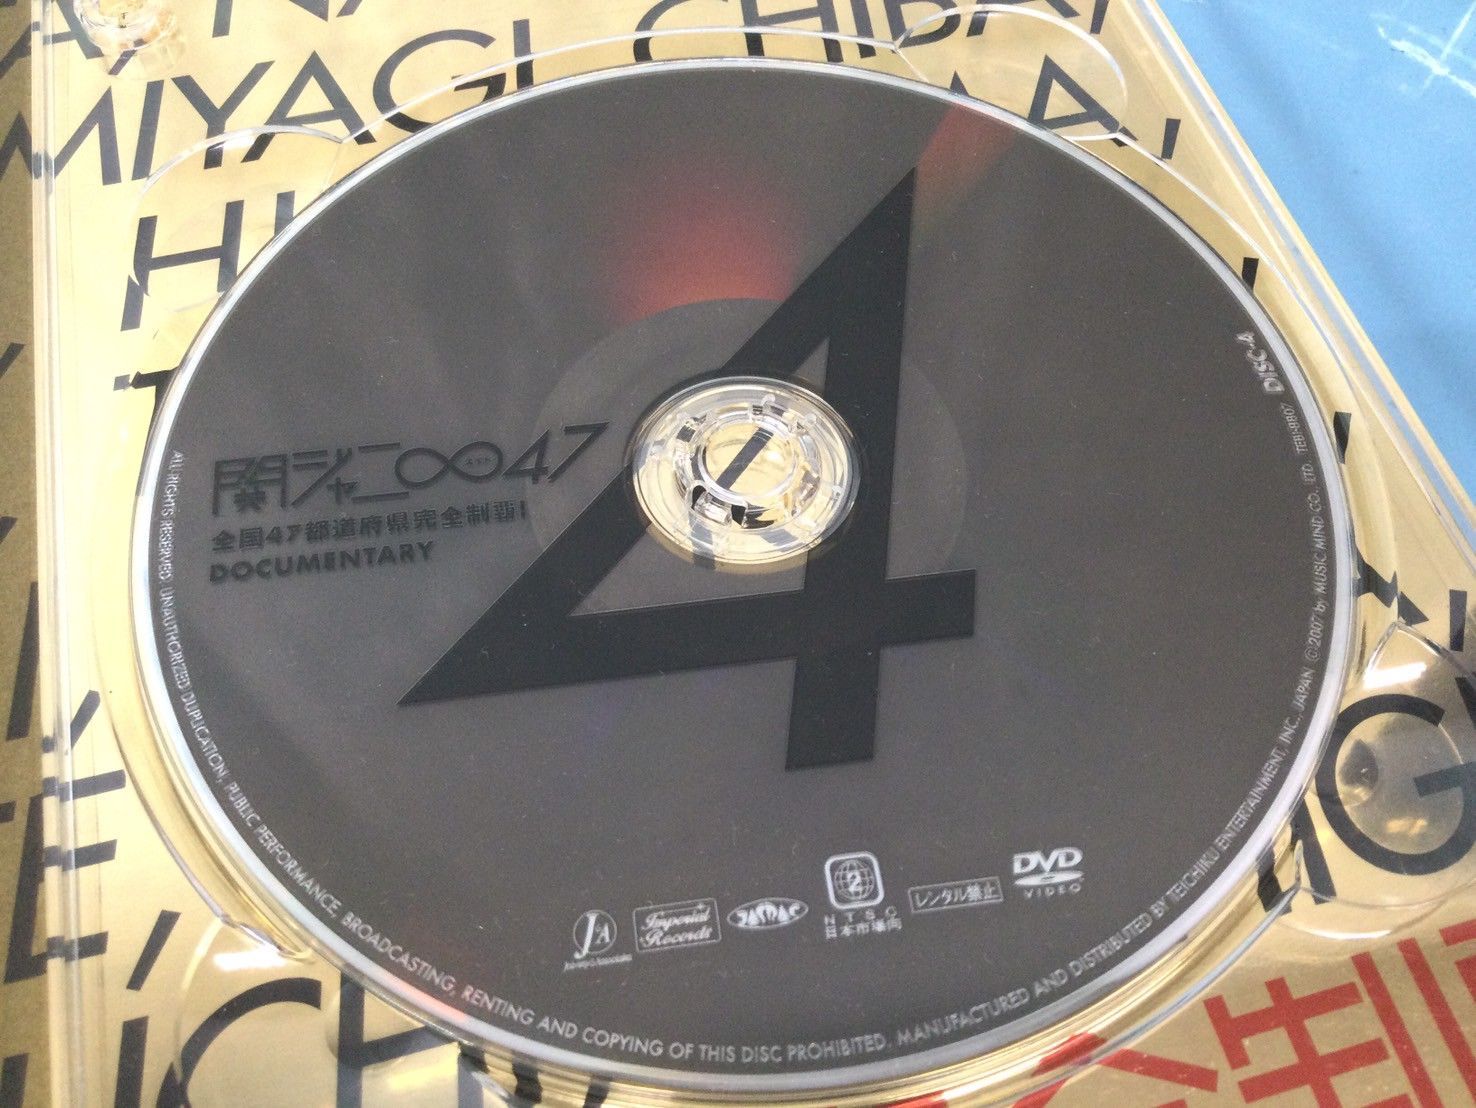 MIYAGI, CHIBA,
関ジャニ∞47
全国47都道府県完全制覇!
DOCUMENTARY
4
DISC-4
ALL RIGHTS RESERVED. UNAUTHORIZED DUPLICATION, PUBLIC PERFORMANCE, BROADCASTING, RENTING AND COPYING OF THIS DISC PROHIBITED. MANUFACTURED AND DISTRIBUTED BY TEICHIKU ENTERTAINMENT, INC. JAPAN ©2007 by MUSIC MIND CO., LTD. TEBI-8807
J A
Imperial
Records
JASRAC
2
NTSC
日本市場向
レンタル禁止
DVD
VIDEO